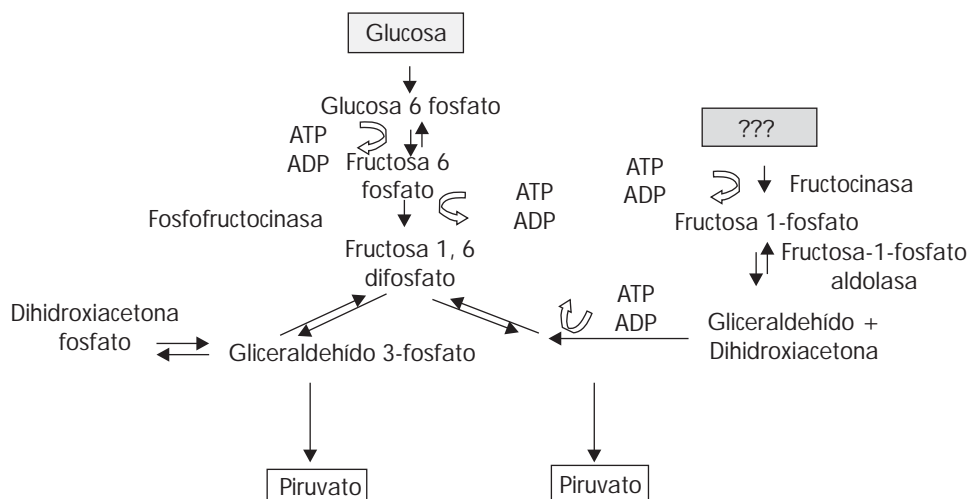 Glucosa
Glucosa 6 fosfato
ATP
ADP
Fructosa 6
fosfato
Fosfofructocinasa
ATP
ADP
Fructosa 1, 6
difosfato
Dihidroxiacetona
fosfato
Gliceraldehído 3-fosfato
Piruvato
???
ATP
ADP
Fructocinasa
Fructosa 1-fosfato
Fructosa-1-fosfato
aldolasa
ATP
ADP
Gliceraldehído +
Dihidroxiacetona
Piruvato